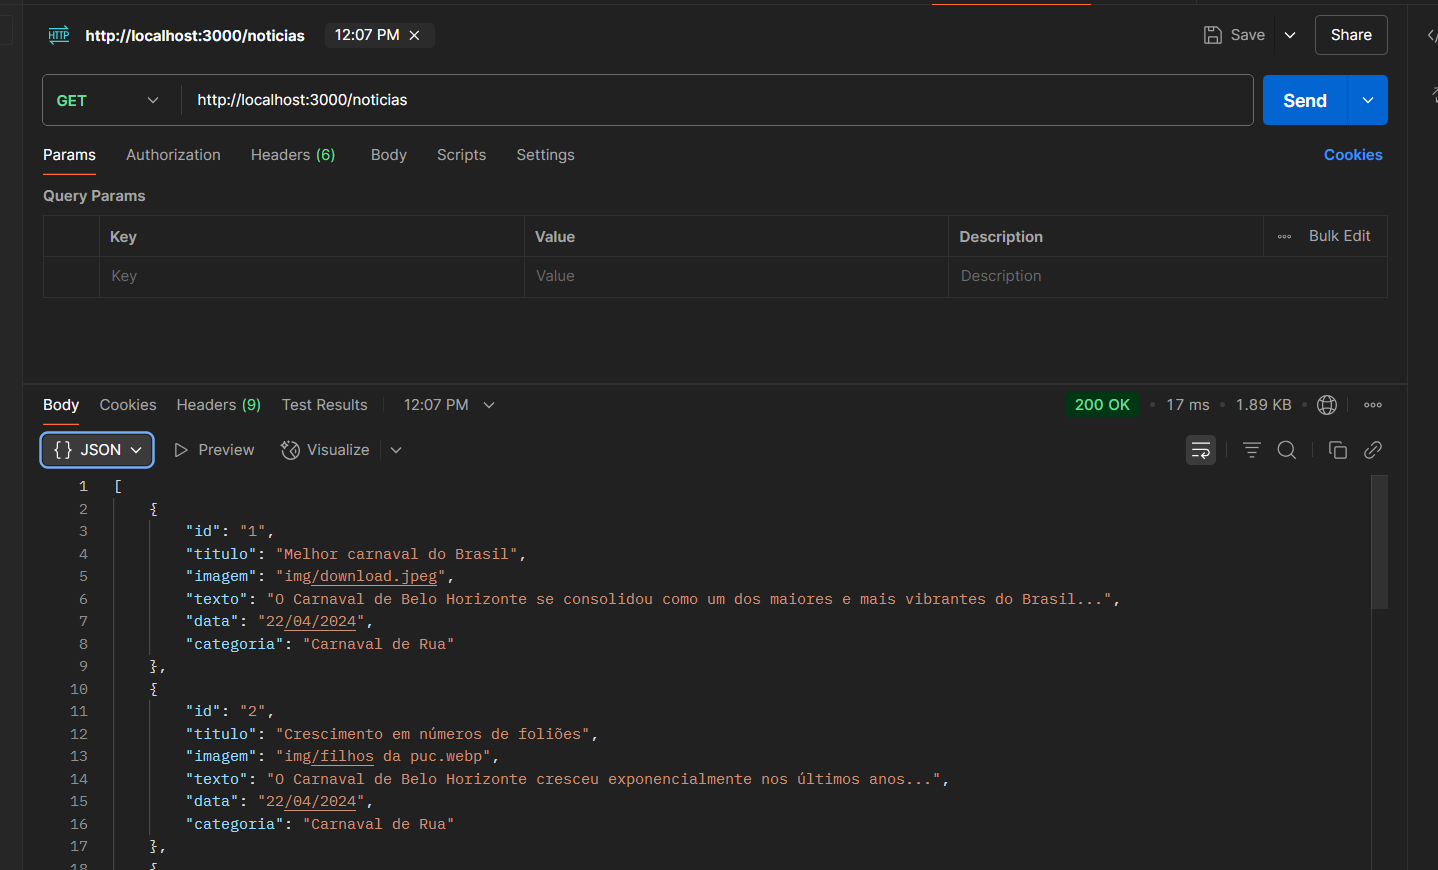 HTTP http://localhost:3000/noticias 12:07 PM Save Share
GET http://localhost:3000/noticias Send
Params Authorization Headers (6) Body Scripts Settings Cookies
Query Params
Key Value Description Bulk Edit
Key Value Description
Body Cookies Headers (9) Test Results 12:07 PM 200 OK • 17 ms • 1.89 KB •
{} JSON Preview Visualize
1 [
2 {
3 "id": "1",
4 "titulo": "Melhor carnaval do Brasil",
5 "imagem": "img/download.jpeg",
6 "texto": "O Carnaval de Belo Horizonte se consolidou como um dos maiores e mais vibrantes do Brasil...",
7 "data": "22/04/2024",
8 "categoria": "Carnaval de Rua"
9 },
10 {
11 "id": "2",
12 "titulo": "Crescimento em números de foliões",
13 "imagem": "img/filhos da puc.webp",
14 "texto": "O Carnaval de Belo Horizonte cresceu exponencialmente nos últimos anos...",
15 "data": "22/04/2024",
16 "categoria": "Carnaval de Rua"
17 },
18 {